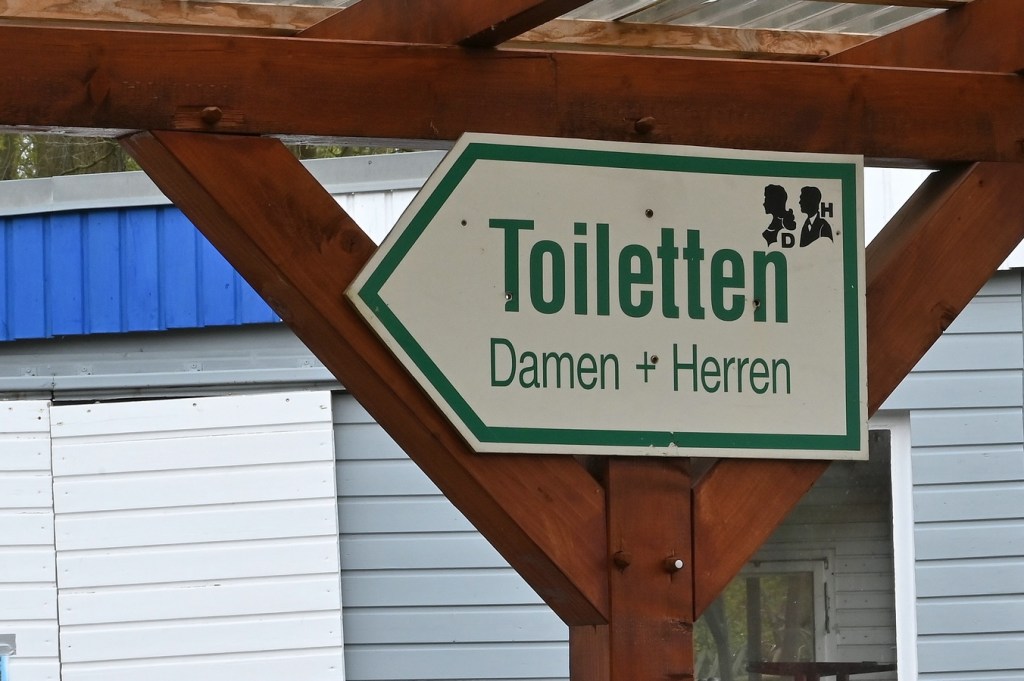 H
D
Toiletten
Damen + Herren